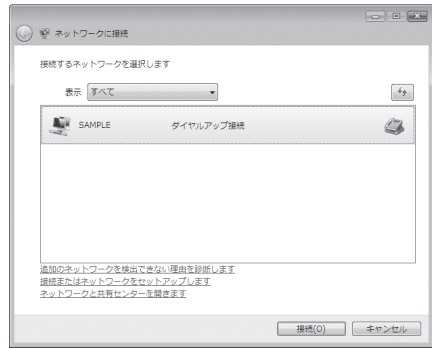 ネットワークに接続
接続するネットワークを選択します
表示 すべて
SAMPLE ダイヤルアップ接続
追加のネットワークを検出できない理由を診断します
接続またはネットワークをセットアップします
ネットワークと共有センターを開きます
接続(O) キャンセル